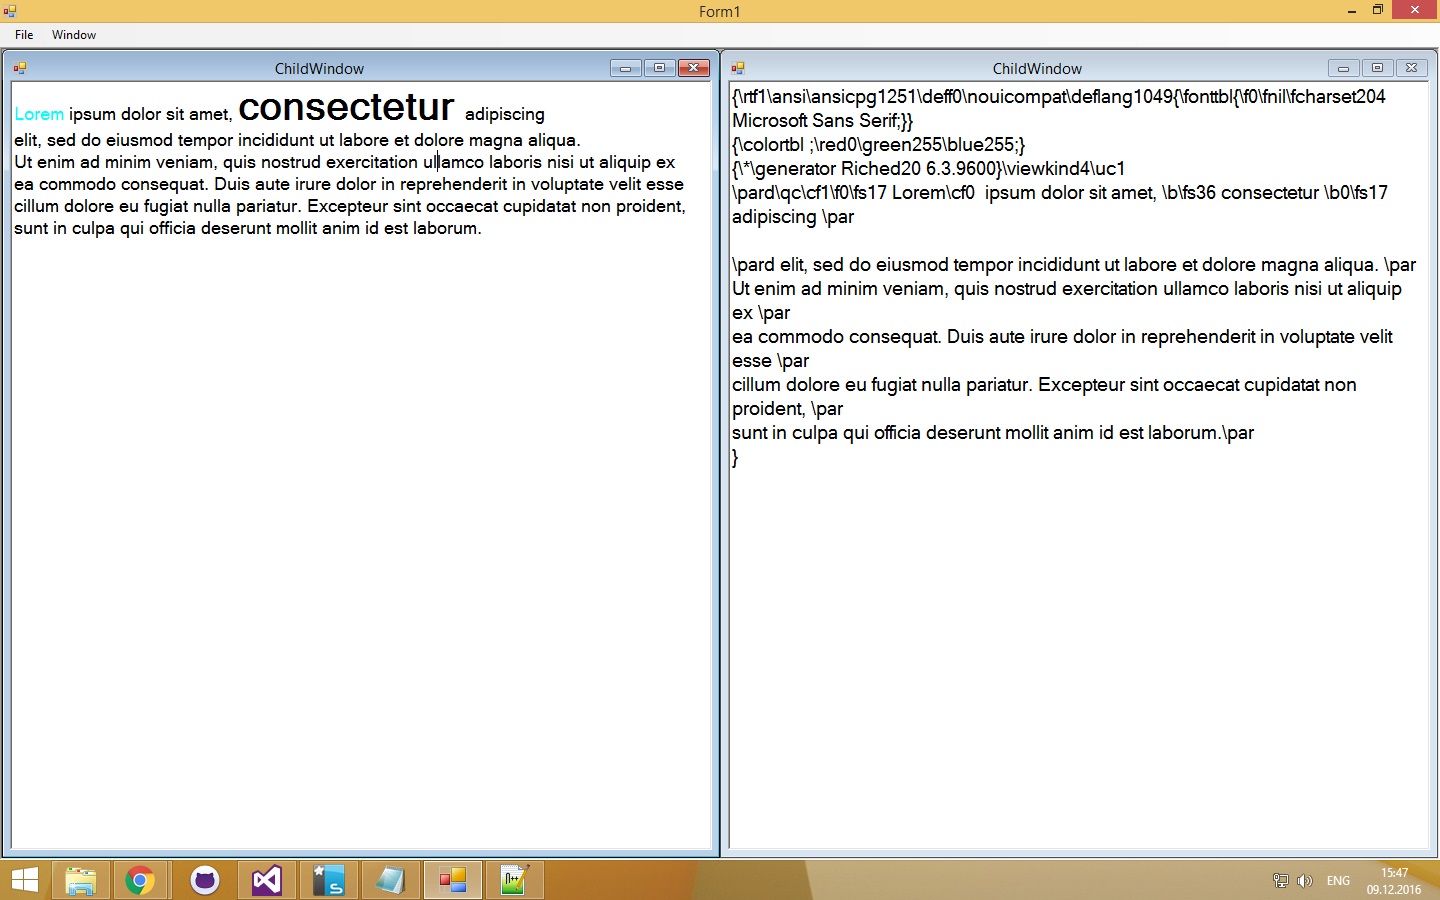 Form1
File Window
ChildWindow
Lorem ipsum dolor sit amet, consectetur adipiscing
elit, sed do eiusmod tempor incididunt ut labore et dolore magna aliqua.
Ut enim ad minim veniam, quis nostrud exercitation ullamco laboris nisi ut aliquip ex
ea commodo consequat. Duis aute irure dolor in reprehenderit in voluptate velit esse
cillum dolore eu fugiat nulla pariatur. Excepteur sint occaecat cupidatat non proident,
sunt in culpa qui officia deserunt mollit anim id est laborum.
ChildWindow
{\rtf1\ansi\ansicpg1251\deff0\nouicompat\deflang1049{\fonttbl{\f0\fnil\fcharset204
Microsoft Sans Serif;}}
{\colortbl ;\red0\green255\blue255;}
{\*\generator Riched20 6.3.9600}\viewkind4\uc1
\pard\qc\cf1\f0\fs17 Lorem\cf0  ipsum dolor sit amet, \b\fs36 consectetur \b0\fs17
adipiscing \par
\pard elit, sed do eiusmod tempor incididunt ut labore et dolore magna aliqua. \par
Ut enim ad minim veniam, quis nostrud exercitation ullamco laboris nisi ut aliquip
ex \par
ea commodo consequat. Duis aute irure dolor in reprehenderit in voluptate velit
esse \par
cillum dolore eu fugiat nulla pariatur. Excepteur sint occaecat cupidatat non
proident, \par
sunt in culpa qui officia deserunt mollit anim id est laborum.\par
}
ENG
15:47
09.12.2016